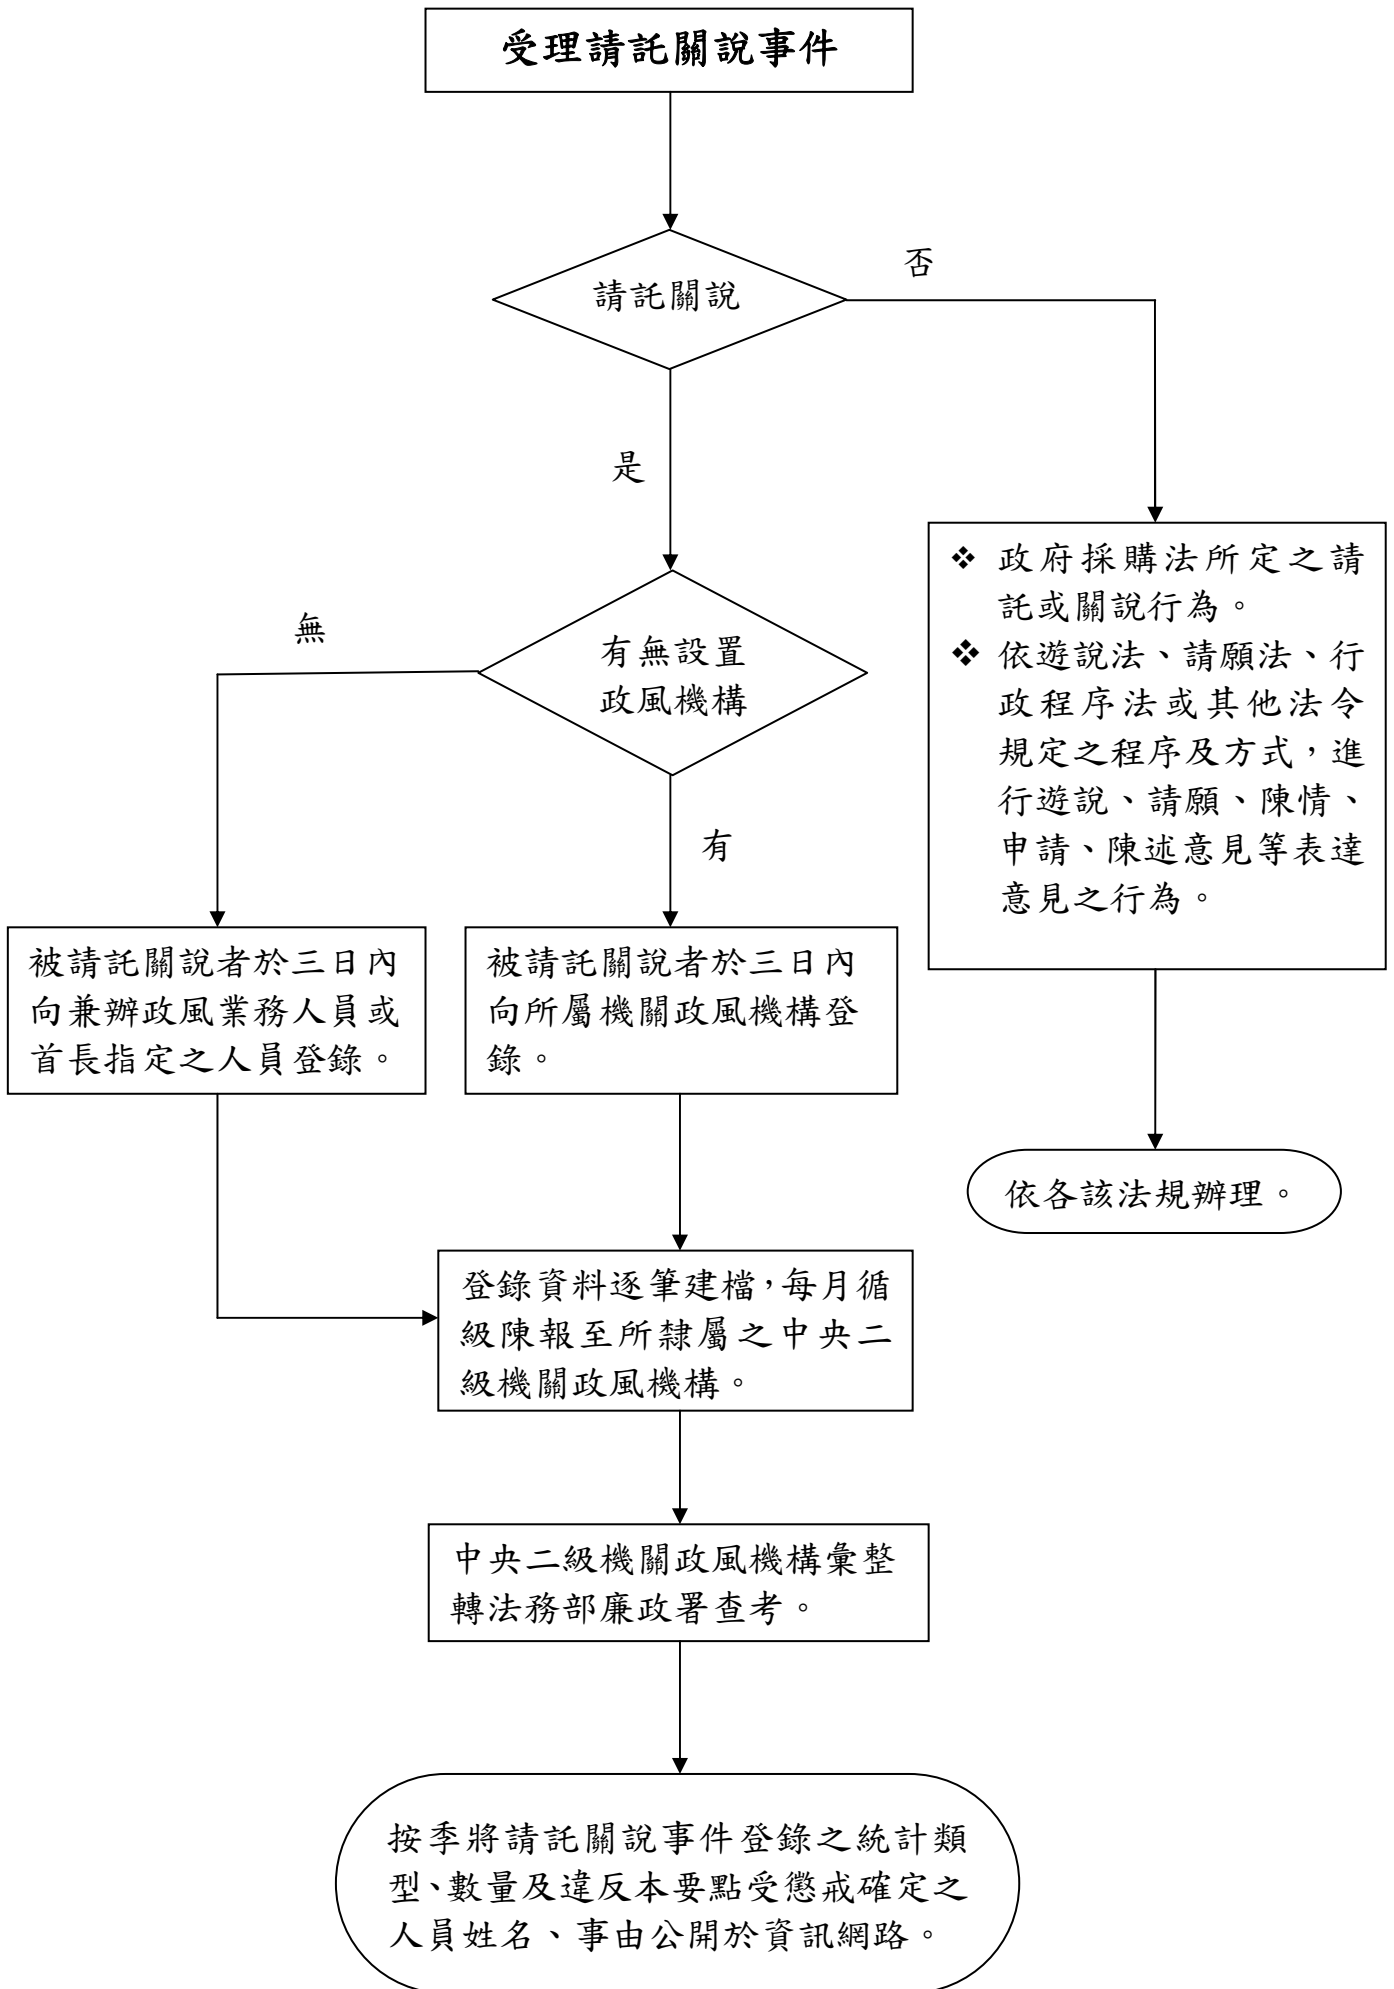 受理請託關說事件
請託關說
否
是
❖ 政府採購法所定之請
託或關說行為。
❖ 依遊說法、請願法、行
政程序法或其他法令
規定之程序及方式，進
行遊說、請願、陳情、
申請、陳述意見等表達
意見之行為。
依各該法規辦理。
有無設置
政風機構
無
有
被請託關說者於三日內
向兼辦政風業務人員或
首長指定之人員登錄。
被請託關說者於三日內
向所屬機關政風機構登
錄。
登錄資料逐筆建檔，每月循
級陳報至所隸屬之中央二
級機關政風機構。
中央二級機關政風機構彙整
轉法務部廉政署查考。
按季將請託關說事件登錄之統計類
型、數量及違反本要點受懲戒確定之
人員姓名、事由公開於資訊網路。